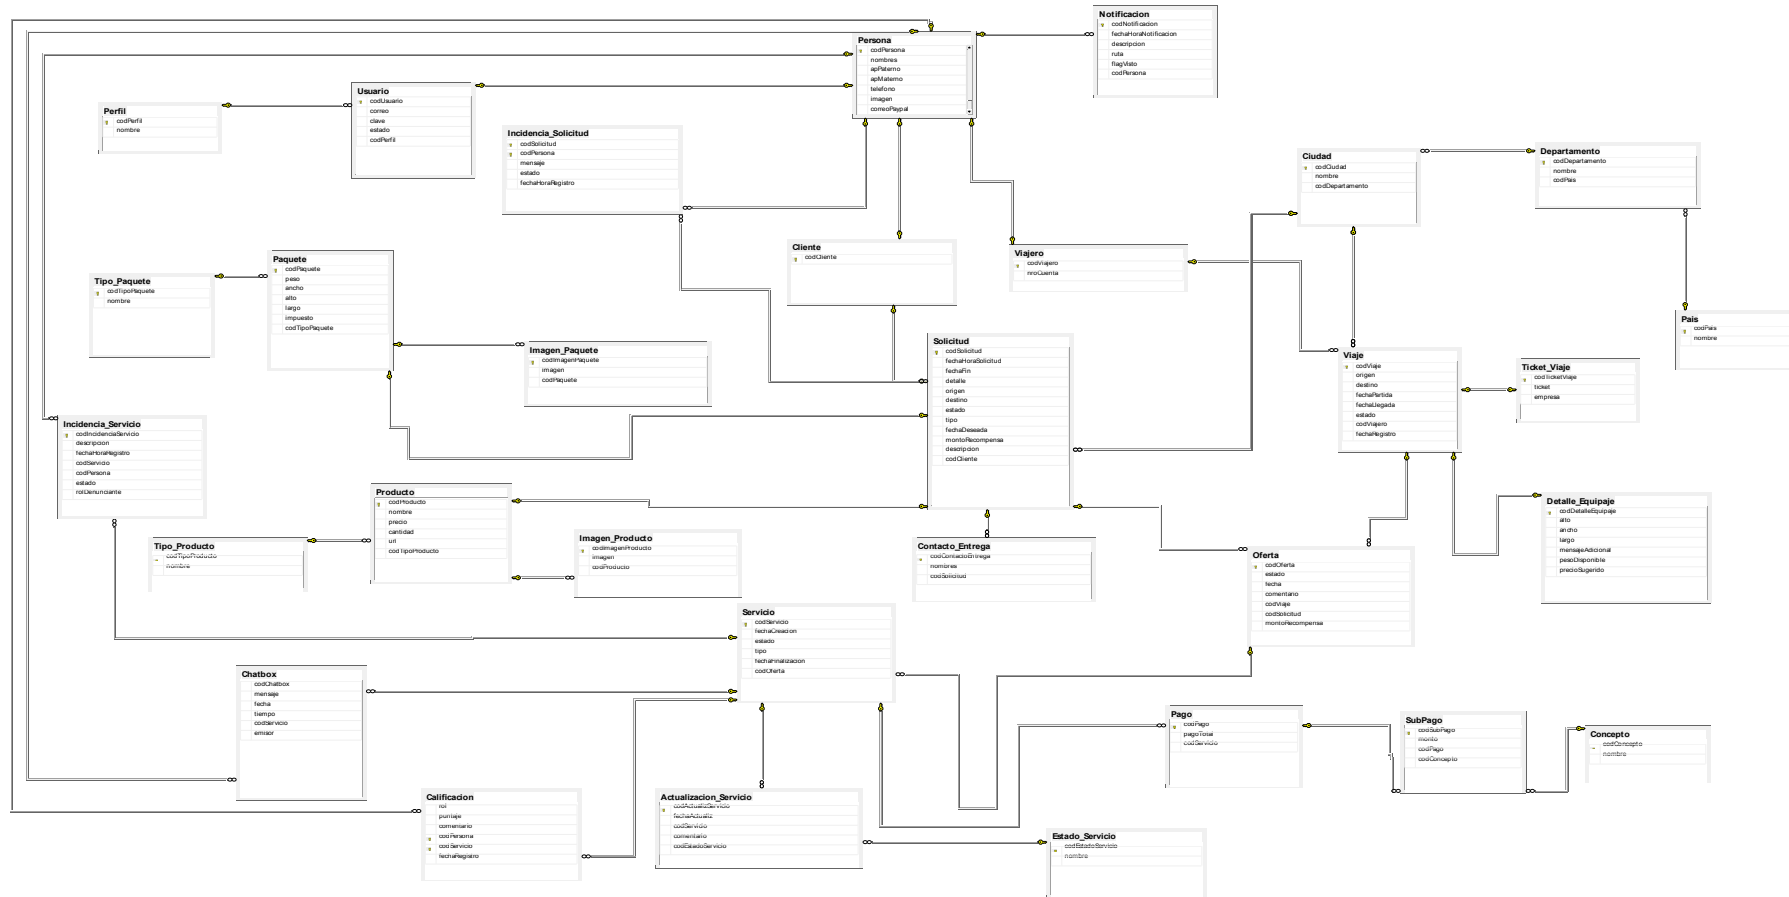 Notificacion
codNotificacion
fechaHoraNotificacion
descripcion
ruta
flagVisto
codPersona
Persona
codPersona
nombres
apPaterno
apMaterno
telefono
imagen
correoPaypal
Usuario
codUsuario
correo
clave
estado
codPerfil
Perfil
codPerfil
nombre
Incidencia_Solicitud
codSolicitud
codPersona
mensaje
estado
fechaHoraRegistro
Ciudad
codCiudad
nombre
codDepartamento
Departamento
codDepartamento
nombre
codPais
Cliente
codCliente
Viajero
codViajero
nroCuenta
Paquete
codPaquete
peso
ancho
alto
largo
impuesto
codTipoPaquete
Tipo_Paquete
codTipoPaquete
nombre
Pais
codPais
nombre
Imagen_Paquete
codImagenPaquete
imagen
codPaquete
Solicitud
codSolicitud
fechaHoraSolicitud
fechaFin
detalle
origen
destino
estado
tipo
fechaDeseada
montoRecompensa
descripcion
codCliente
Viaje
codViaje
origen
destino
fechaPartida
fechaLlegada
estado
codViajero
fechaRegistro
Ticket_Viaje
codTicketViaje
ticket
empresa
Incidencia_Servicio
codIncidenciaServicio
descripcion
fechaHoraRegistro
codServicio
codPersona
estado
rolDenunciante
Producto
codProducto
nombre
precio
cantidad
url
codTipoProducto
Detalle_Equipaje
codDetalleEquipaje
alto
ancho
largo
mensajeAdicional
pesoDisponible
precioSugerido
Tipo_Producto
codTipoProducto
nombre
Imagen_Producto
codImagenProducto
imagen
codProducto
Contacto_Entrega
codContactoEntrega
nombres
codSolicitud
Oferta
codOferta
estado
fecha
comentario
codViaje
codSolicitud
montoRecompensa
Servicio
codServicio
fechaCreacion
estado
tipo
fechaFinalizacion
codOferta
Chatbox
codChatbox
mensaje
fecha
tiempo
codServicio
emisor
Pago
codPago
pagoTotal
codServicio
SubPago
codSubPago
monto
codPago
codConcepto
Concepto
codConcepto
nombre
Calificacion
rol
puntaje
comentario
codPersona
codServicio
fechaRegistro
Actualizacion_Servicio
codActualizServicio
fechaActualiz
codServicio
comentario
codEstadoServicio
Estado_Servicio
codEstadoServicio
nombre